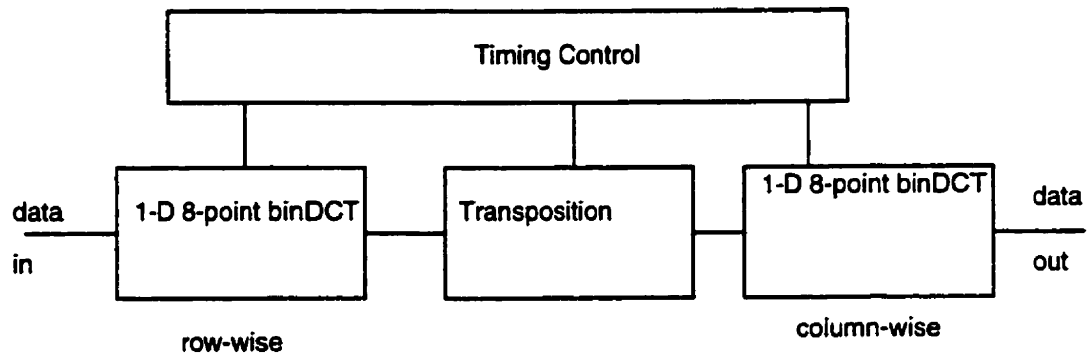 Timing Control
data
in
1-D 8-point binDCT
row-wise
Transposition
1-D 8-point binDCT
column-wise
data
out